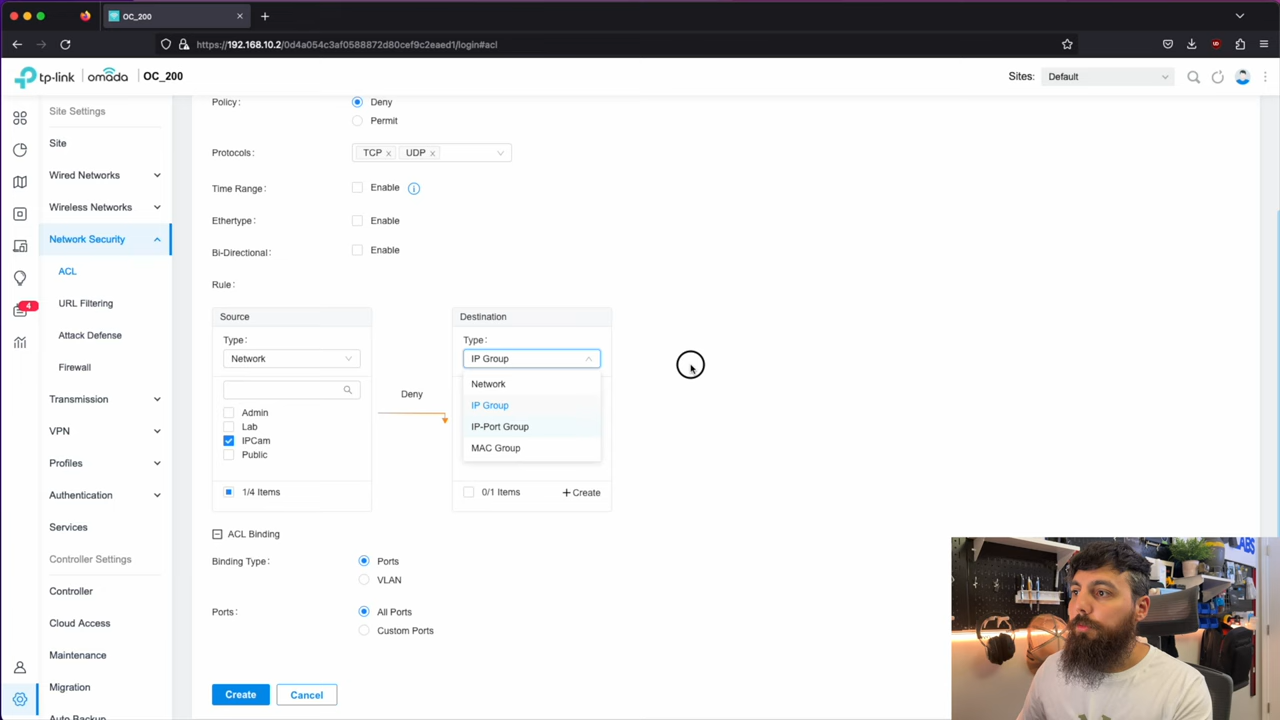 OC_200
https://192.168.10.2/0d4a054c3af0588872d80cef9c2eaed1/login#acl
tp-link | omada | OC_200
Sites: Default
Site Settings
Site
Wired Networks
Wireless Networks
Network Security
ACL
URL Filtering
Attack Defense
Firewall
Transmission
VPN
Profiles
Authentication
Services
Controller Settings
Controller
Cloud Access
Maintenance
Migration
Auto Backup
4
Policy: Deny
Permit
Protocols: TCP × UDP ×
Time Range: Enable
Ethertype: Enable
Bi-Directional: Enable
Rule:
Source
Type:
Network
Admin
Lab
IPCam
Public
1/4 Items
Deny
Destination
Type:
IP Group
Network
IP Group
IP-Port Group
MAC Group
0/1 Items + Create
ACL Binding
Binding Type: Ports
VLAN
Ports: All Ports
Custom Ports
Create Cancel
ABS